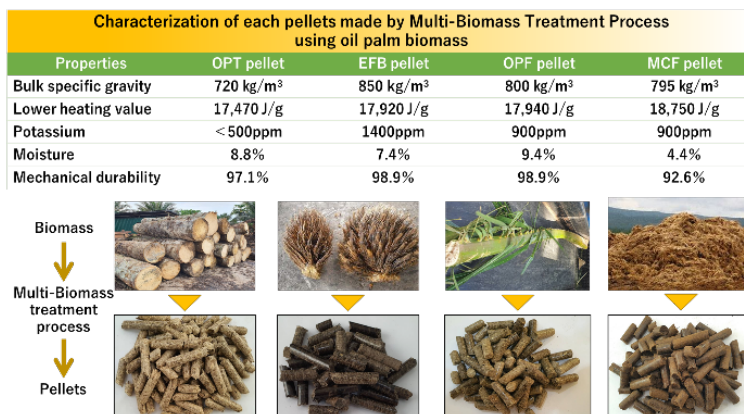 Characterization of each pellets made by Multi-Biomass Treatment Process
using oil palm biomass
Properties OPT pellet EFB pellet OPF pellet MCF pellet
Bulk specific gravity 720 kg/m³ 850 kg/m³ 800 kg/m³ 795 kg/m³
Lower heating value 17,470 J/g 17,920 J/g 17,940 J/g 18,750 J/g
Potassium <500ppm 1400ppm 900ppm 900ppm
Moisture 8.8% 7.4% 9.4% 4.4%
Mechanical durability 97.1% 98.9% 98.9% 92.6%
Biomass
Multi-Biomass
treatment
process
Pellets